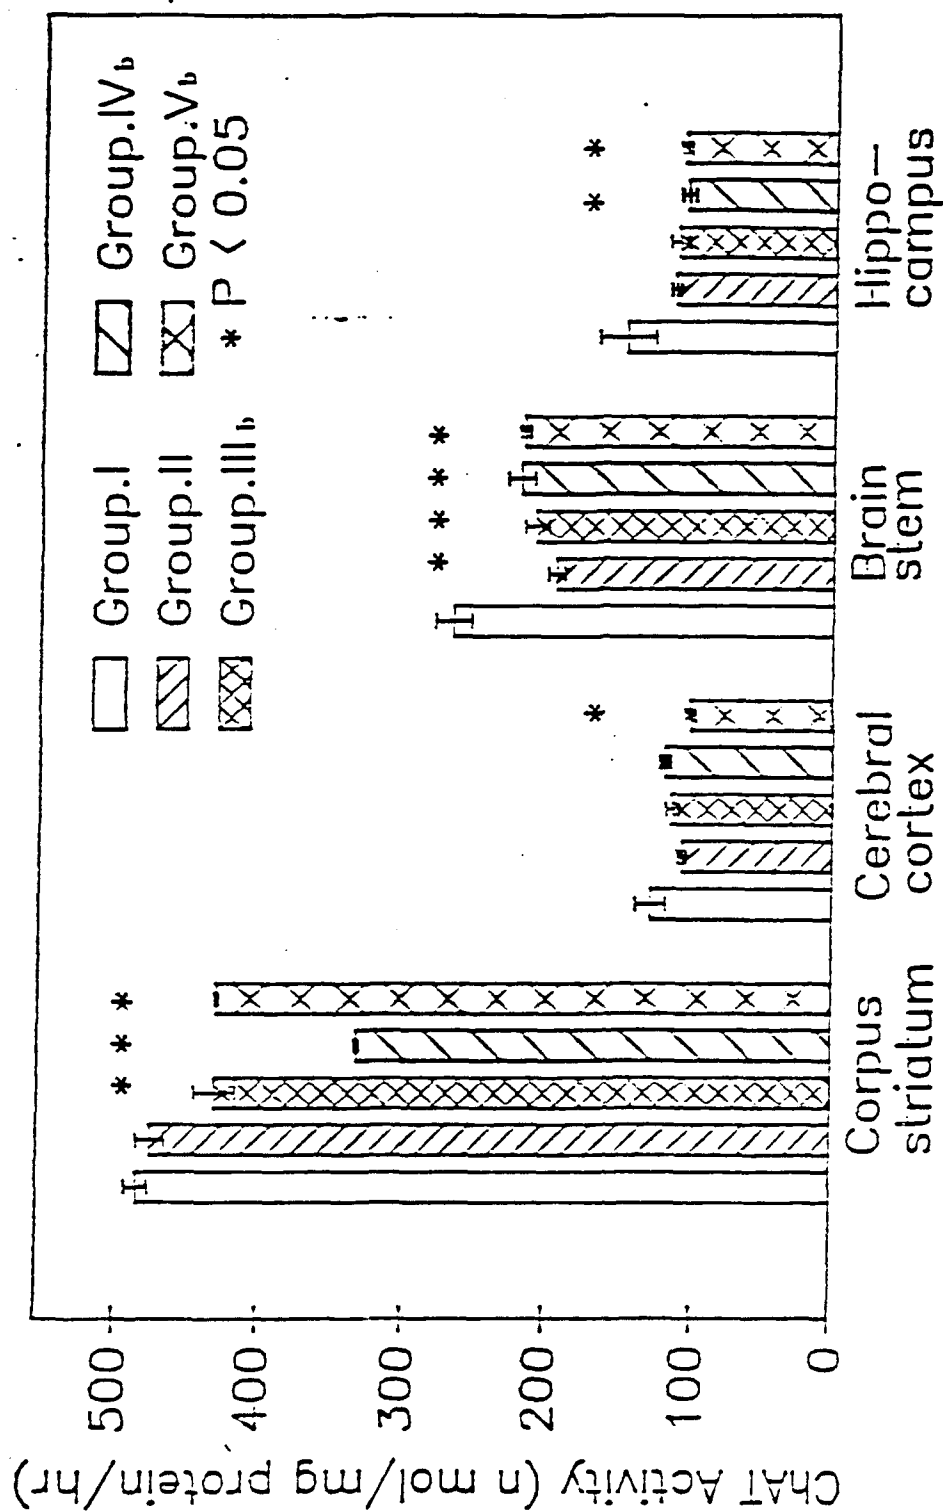 Group.I
Group.II
Group.III b
Group.IV b
Group.V b
* P < 0.05
ChAT Activity (n mol/mg protein/hr)
500
400
300
200
100
0
* * *
*
* * * *
* *
Corpus
striatum
Cerebral
cortex
Brain
stem
Hippo-
campus